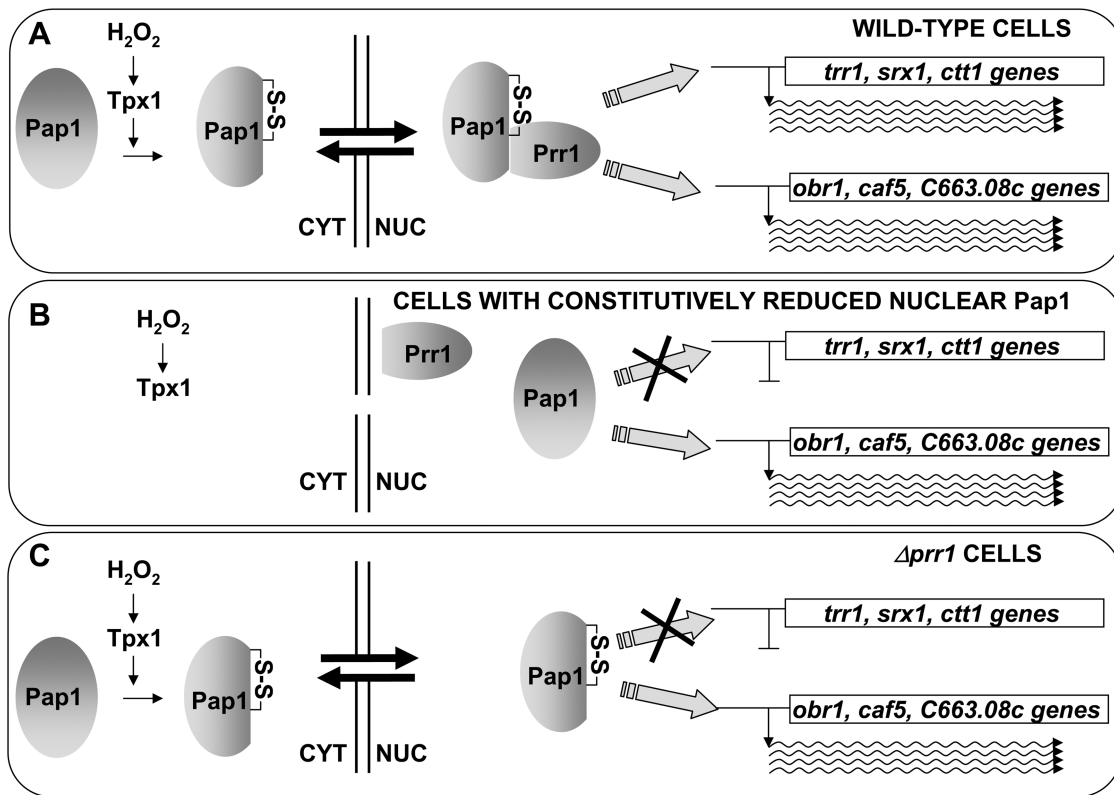 A
WILD-TYPE CELLS
H₂O₂
Tpx1
Pap1
Pap1
S-S
CYT
NUC
Pap1
S-S
Prr1
trr1, srx1, ctt1 genes
obr1, caf5, C663.08c genes
B
CELLS WITH CONSTITUTIVELY REDUCED NUCLEAR Pap1
H₂O₂
Tpx1
CYT
NUC
Prr1
Pap1
trr1, srx1, ctt1 genes
obr1, caf5, C663.08c genes
C
Δprr1 CELLS
H₂O₂
Tpx1
Pap1
Pap1
S-S
CYT
NUC
Pap1
S-S
trr1, srx1, ctt1 genes
obr1, caf5, C663.08c genes